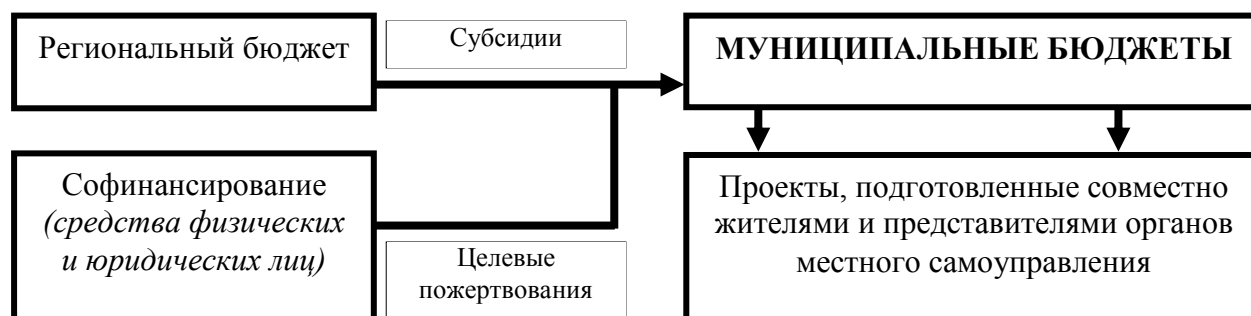 Региональный бюджет
Субсидии
МУНИЦИПАЛЬНЫЕ БЮДЖЕТЫ
Софинансирование
(средства физических
и юридических лиц)
Целевые
пожертвования
Проекты, подготовленные совместно
жителями и представителями органов
местного самоуправления